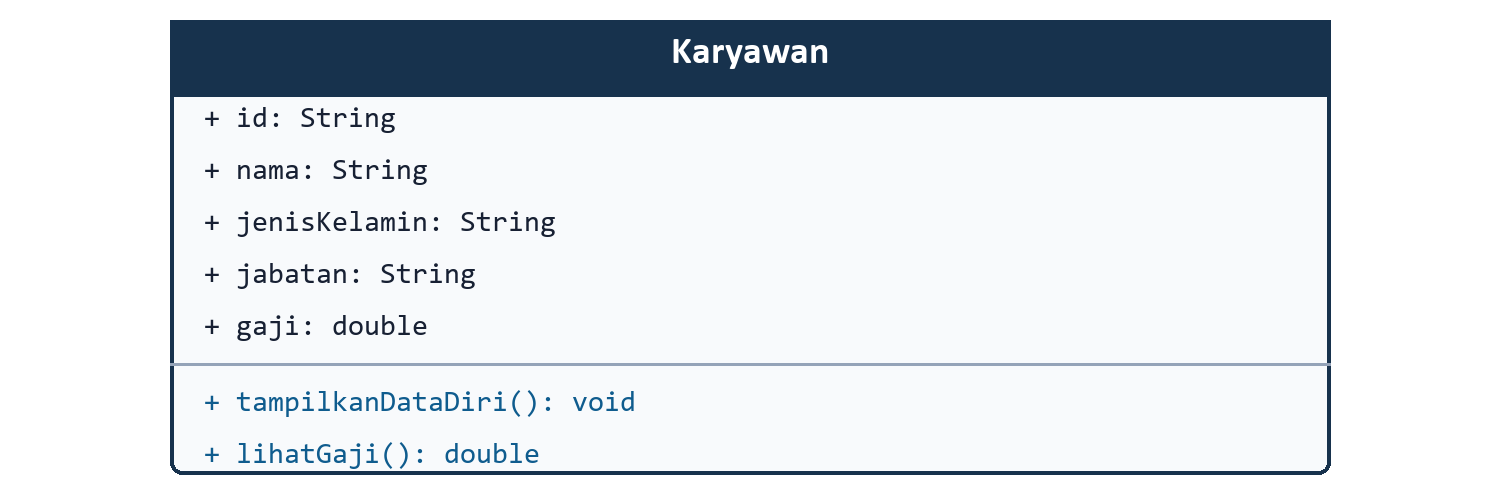 Karyawan
+ id: String
+ nama: String
+ jenisKelamin: String
+ jabatan: String
+ gaji: double
+ tampilkanDataDiri(): void
+ lihatGaji(): double